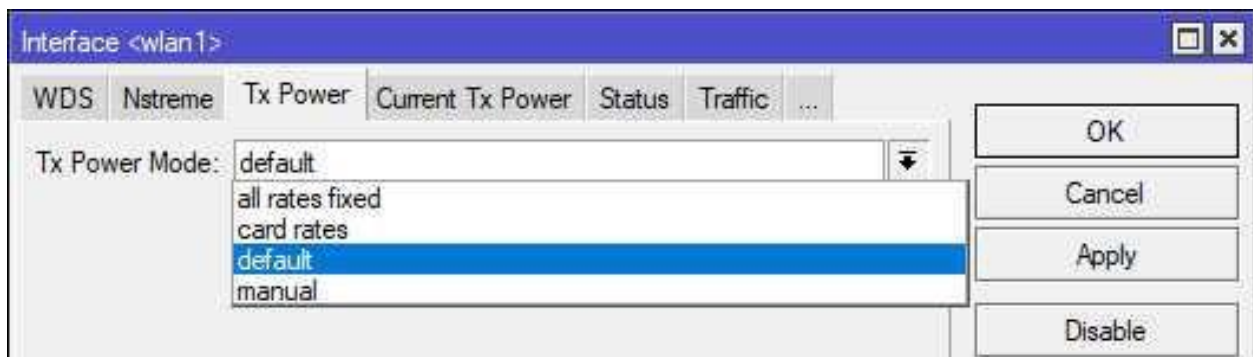 Interface <wlan1>
WDS Nstreme Tx Power Current Tx Power Status Traffic ...
Tx Power Mode: default
all rates fixed
card rates
default
manual
OK
Cancel
Apply
Disable